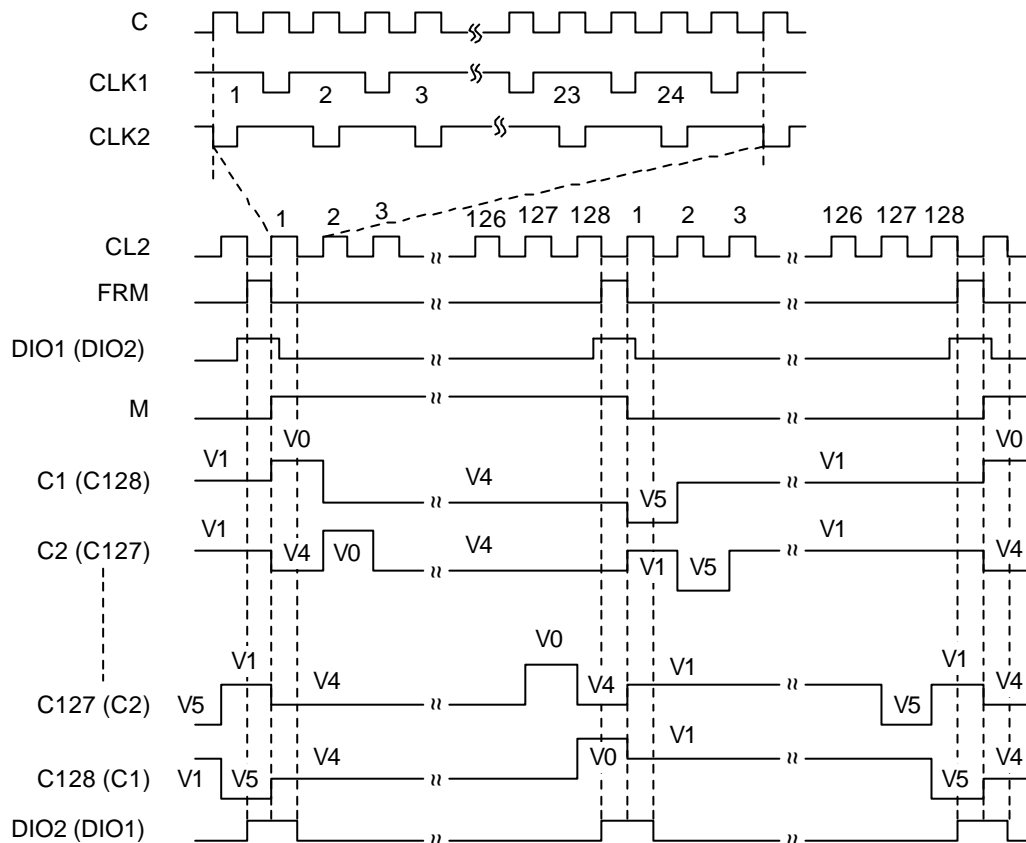 C
CLK1
1 2 3 23 24
CLK2
1 2 3 126 127 128 1 2 3 126 127 128
CL2
FRM
DIO1 (DIO2)
M
V0 V0
V1 V4 V1
C1 (C128)
V5
V1 V4 V1
C2 (C127)
V4 V0 V1 V5 V4
V0
V1 V4 V4 V1 V1 V4
C127 (C2)
V5 V5
V4 V1 V4
C128 (C1)
V1 V5 V0 V5
DIO2 (DIO1)